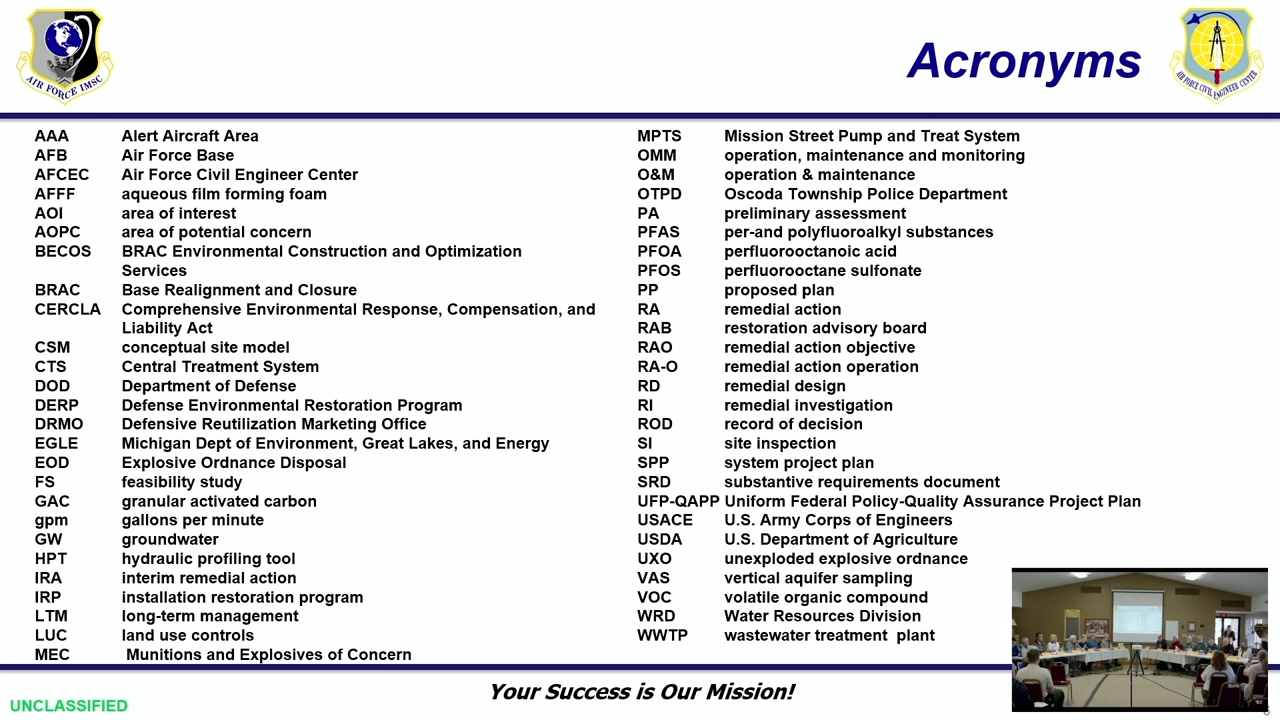 AIR FORCE IMSC
Acronyms
AIR FORCE CIVIL ENGINEER CENTER
AAA Alert Aircraft Area
AFB Air Force Base
AFCEC Air Force Civil Engineer Center
AFFF aqueous film forming foam
AOI area of interest
AOPC area of potential concern
BECOS BRAC Environmental Construction and Optimization
Services
BRAC Base Realignment and Closure
CERCLA Comprehensive Environmental Response, Compensation, and
Liability Act
CSM conceptual site model
CTS Central Treatment System
DOD Department of Defense
DERP Defense Environmental Restoration Program
DRMO Defensive Reutilization Marketing Office
EGLE Michigan Dept of Environment, Great Lakes, and Energy
EOD Explosive Ordnance Disposal
FS feasibility study
GAC granular activated carbon
gpm gallons per minute
GW groundwater
HPT hydraulic profiling tool
IRA interim remedial action
IRP installation restoration program
LTM long-term management
LUC land use controls
MEC Munitions and Explosives of Concern
MPTS Mission Street Pump and Treat System
OMM operation, maintenance and monitoring
O&M operation & maintenance
OTPD Oscoda Township Police Department
PA preliminary assessment
PFAS per-and polyfluoroalkyl substances
PFOA perfluorooctanoic acid
PFOS perfluorooctane sulfonate
PP proposed plan
RA remedial action
RAB restoration advisory board
RAO remedial action objective
RA-O remedial action operation
RD remedial design
RI remedial investigation
ROD record of decision
SI site inspection
SPP system project plan
SRD substantive requirements document
UFP-QAPP Uniform Federal Policy-Quality Assurance Project Plan
USACE U.S. Army Corps of Engineers
USDA U.S. Department of Agriculture
UXO unexploded explosive ordnance
VAS vertical aquifer sampling
VOC volatile organic compound
WRD Water Resources Division
WWTP wastewater treatment plant
Your Success is Our Mission!
UNCLASSIFIED